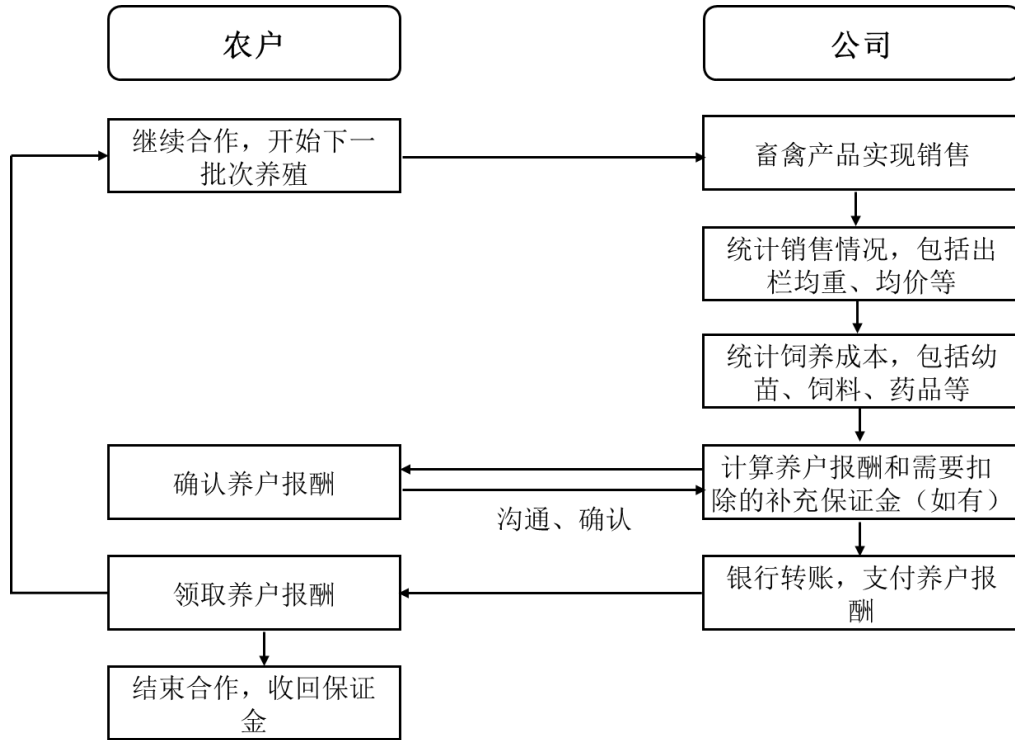 农户
公司
继续合作，开始下一
批次养殖
畜禽产品实现销售
统计销售情况，包括出
栏均重、均价等
统计饲养成本，包括幼
苗、饲料、药品等
确认养户报酬
计算养户报酬和需要扣
除的补充保证金（如有）
沟通、确认
领取养户报酬
银行转账，支付养户报
酬
结束合作，收回保证
金